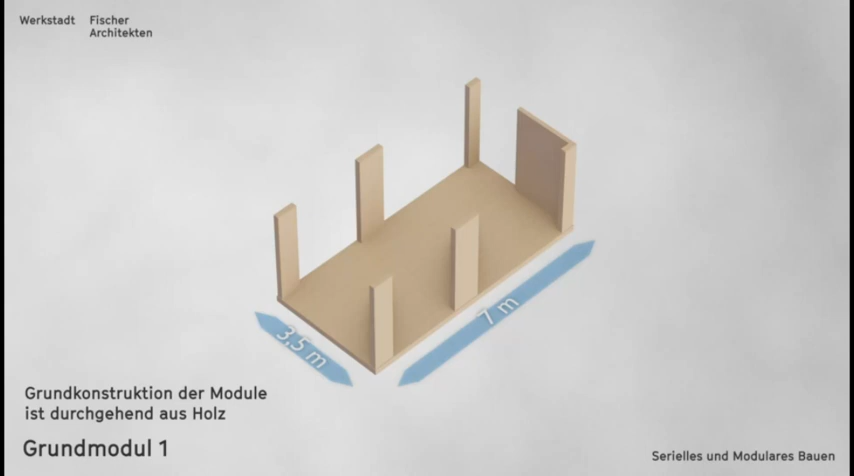 Werkstadt Fischer
Architekten
3,5 m
7 m
Grundkonstruktion der Module
ist durchgehend aus Holz
Grundmodul 1
Serielles und Modulares Bauen